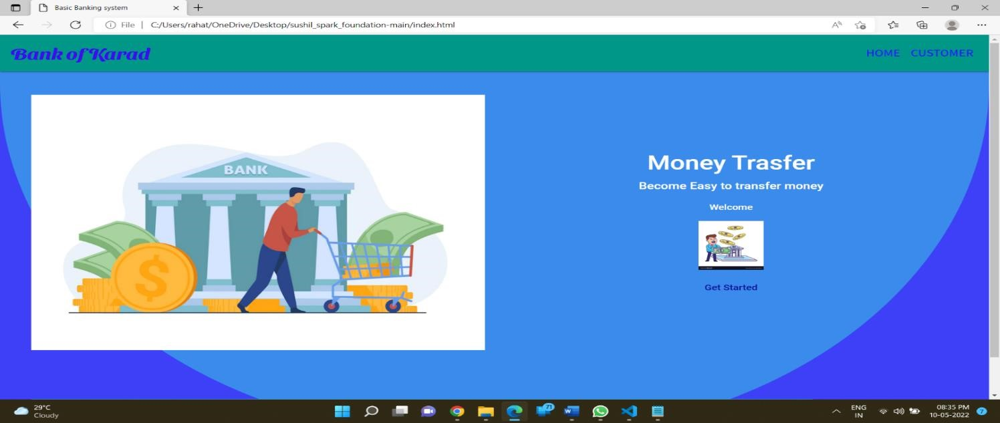 Basic Banking system
File | C:/Users/rahat/OneDrive/Desktop/sushil_spark_foundation-main/index.html
Bank of Karad
HOME CUSTOMER
BANK
$
Money Trasfer
Become Easy to transfer money
Welcome
Get Started
29°C
Cloudy
71
ENG
IN
08:35 PM
10-05-2022
7